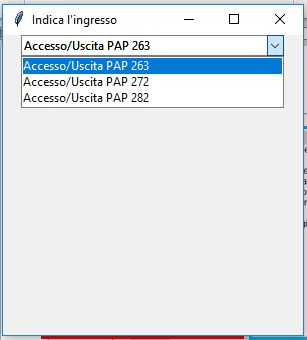 Indica l'ingresso
Accesso/Uscita PAP 263
Accesso/Uscita PAP 263
Accesso/Uscita PAP 272
Accesso/Uscita PAP 282